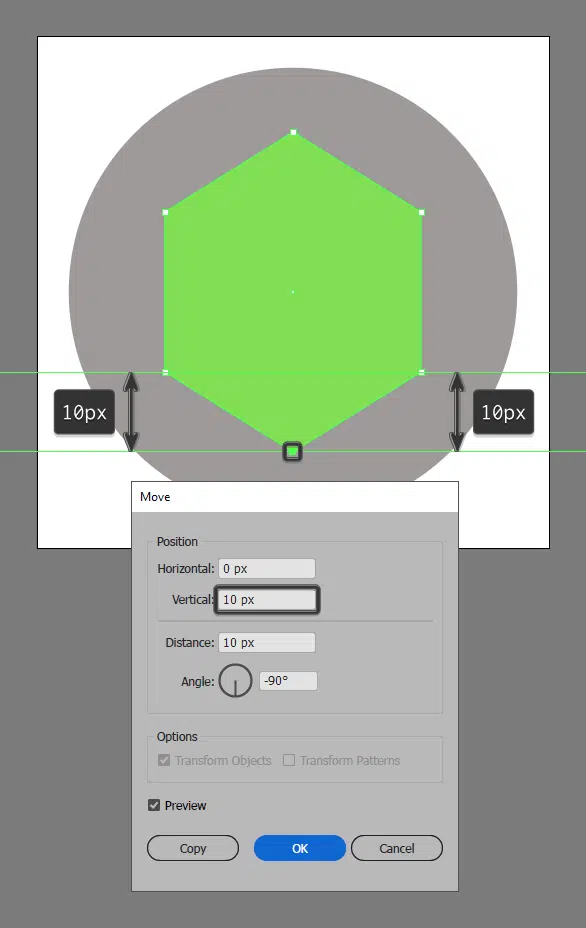 10px
10px
Move
Position
Horizontal: 0 px
Vertical: 10 px
Distance: 10 px
Angle: -90°
Options
Transform Objects Transform Patterns
Preview
Copy OK Cancel